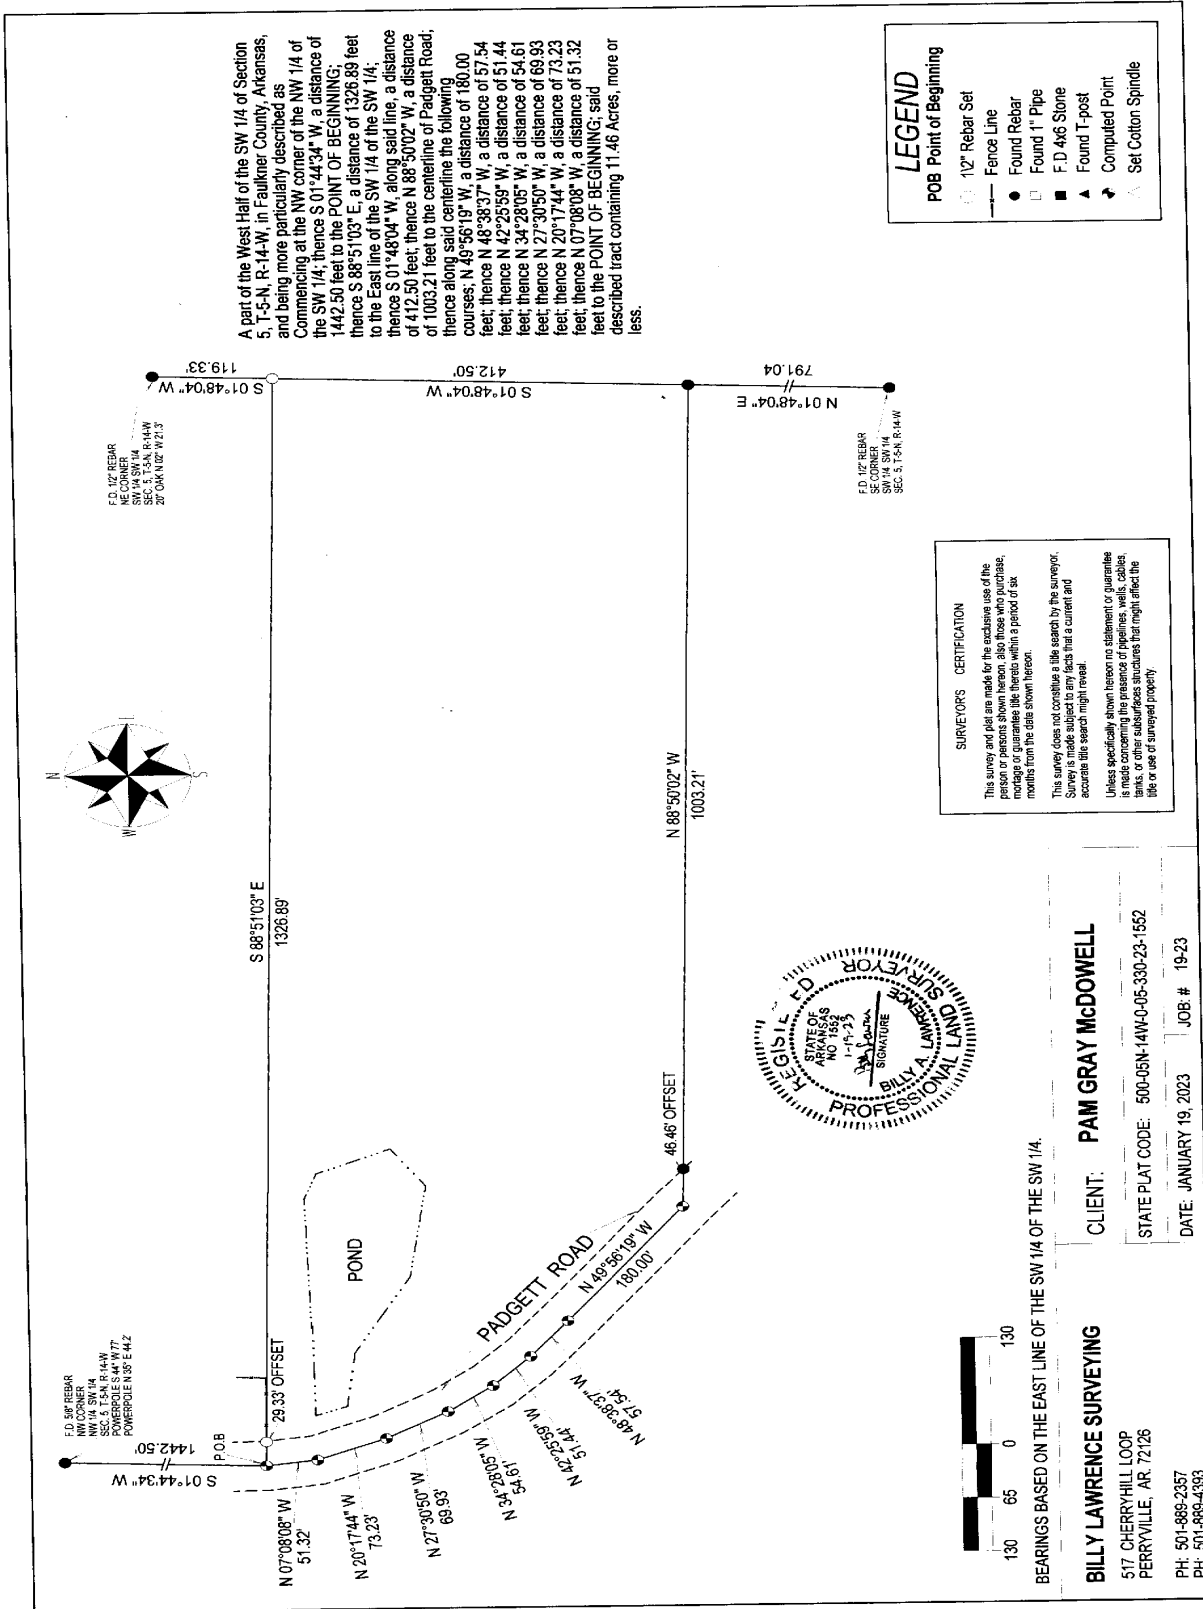 F.D. 5/8" REBAR
NW CORNER
NW 1/4 SW 1/4
SEC. 5, T-5-N, R-14-W
POWERPOLE S 44° W 77'
POWERPOLE N 35° E 44.2'
S 01°44'34" W
1442.50'
P.O.B
29.33' OFFSET
S 88°51'03" E
1326.89'
N
E
S
W
F.D. 1/2" REBAR
NE CORNER
SW 1/4 SW 1/4
SEC. 5, T-5-N, R-14-W
20" OAK N 02° W 21.3'
S 01°48'04" W
119.33'
S 01°48'04" W
412.50'
N 01°48'04" E
791.04
F.D. 1/2" REBAR
SE CORNER
SW 1/4 SW 1/4
SEC. 5, T-5-N, R-14-W
A part of the West Half of the SW 1/4 of Section
5, T-5-N, R-14-W, in Faulkner County, Arkansas,
and being more particularly described as
Commencing at the NW corner of the NW 1/4 of
the SW 1/4; thence S 01°44'34" W, a distance of
1442.50 feet to the POINT OF BEGINNING;
thence S 88°51'03" E, a distance of 1326.89 feet
to the East line of the SW 1/4 of the SW 1/4;
thence S 01°48'04" W, along said line, a distance
of 412.50 feet; thence N 88°50'02" W, a distance
of 1003.21 feet to the centerline of Padgett Road;
thence along said centerline the following
courses; N 49°56'19" W, a distance of 180.00
feet; thence N 48°38'37" W, a distance of 57.54
feet; thence N 42°25'59" W, a distance of 51.44
feet; thence N 34°28'05" W, a distance of 54.61
feet; thence N 27°30'50" W, a distance of 69.93
feet; thence N 20°17'44" W, a distance of 73.23
feet; thence N 07°08'08" W, a distance of 51.32
feet to the POINT OF BEGINNING; said
described tract containing 11.46 Acres, more or
less.
POND
PADGETT ROAD
N 07°08'08" W
51.32'
N 20°17'44" W
73.23'
N 27°30'50" W
69.93'
N 34°28'05" W
54.61'
N 42°25'59" W
51.44'
N 48°38'37" W
57.54'
N 49°56'19" W
180.00'
46.46' OFFSET
N 88°50'02" W
1003.21'
REGISTE ED
PROFESSIONAL LAND SURVEYOR
STATE OF
ARKANSAS
NO 1552
1-19-23
SIGNATURE
BILLY A. LAWRENCE
LEGEND
POB Point of Beginning
1/2" Rebar Set
Fence Line
Found Rebar
Found 1" Pipe
F.D 4x6 Stone
Found T-post
Computed Point
Set Cotton Spindle
SURVEYOR'S CERTIFICATION
This survey and plat are made for the exclusive use of the
person or persons shown hereon, also those who purchase,
mortage or guarantee title thereto within a period of six
months from the date shown hereon.
This survey does not constitue a title search by the surveyor.
Survey is made subject to any facts that a current and
accurate title search might reveal.
Unless specifically shown hereon no statement or guarantee
is made concerning the presence of pipelines, wells, cables,
tanks, or other subsurfaces structures that might affect the
title or use of surveyed property.
130
65
0
130
BEARINGS BASED ON THE EAST LINE OF THE SW 1/4 OF THE SW 1/4.
BILLY LAWRENCE SURVEYING
517 CHERRYHILL LOOP
PERRYVILLE, AR. 72126
PH: 501-889-2357
PH: 501-889-4393
CLIENT: PAM GRAY McDOWELL
STATE PLAT CODE: 500-05N-14W-0-05-330-23-1552
DATE: JANUARY 19, 2023 JOB: # 19-23